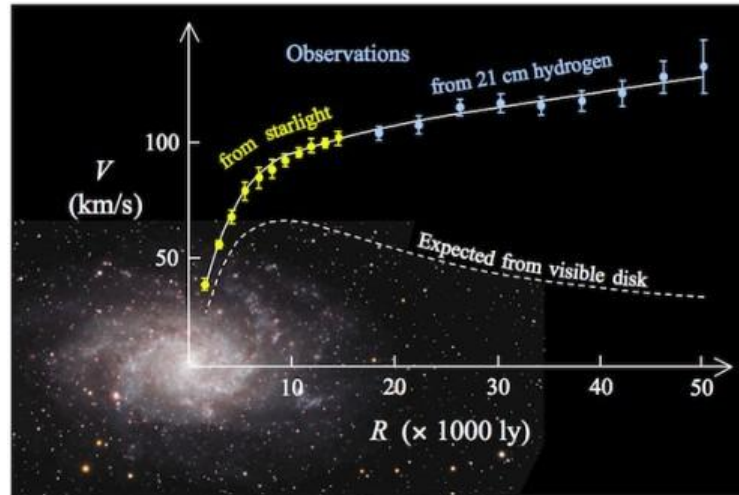 Observations
from 21 cm hydrogen
from starlight
100
V
(km/s)
Expected from visible disk
50
10
20
30
40
50
R (× 1000 ly)